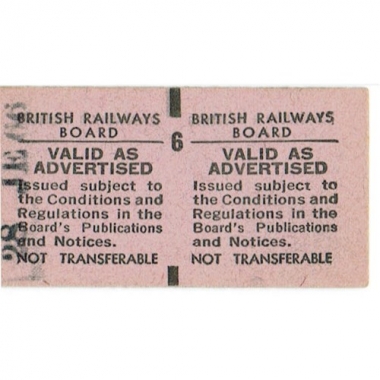 BRITISH RAILWAYS
BOARD
VALID AS
ADVERTISED
Issued subject to
the Conditions and
Regulations in the
Board's Publications
and Notices.
NOT TRANSFERABLE
6
BRITISH RAILWAYS
BOARD
VALID AS
ADVERTISED
Issued subject to
the Conditions and
Regulations in the
Board's Publications
and Notices.
NOT TRANSFERABLE